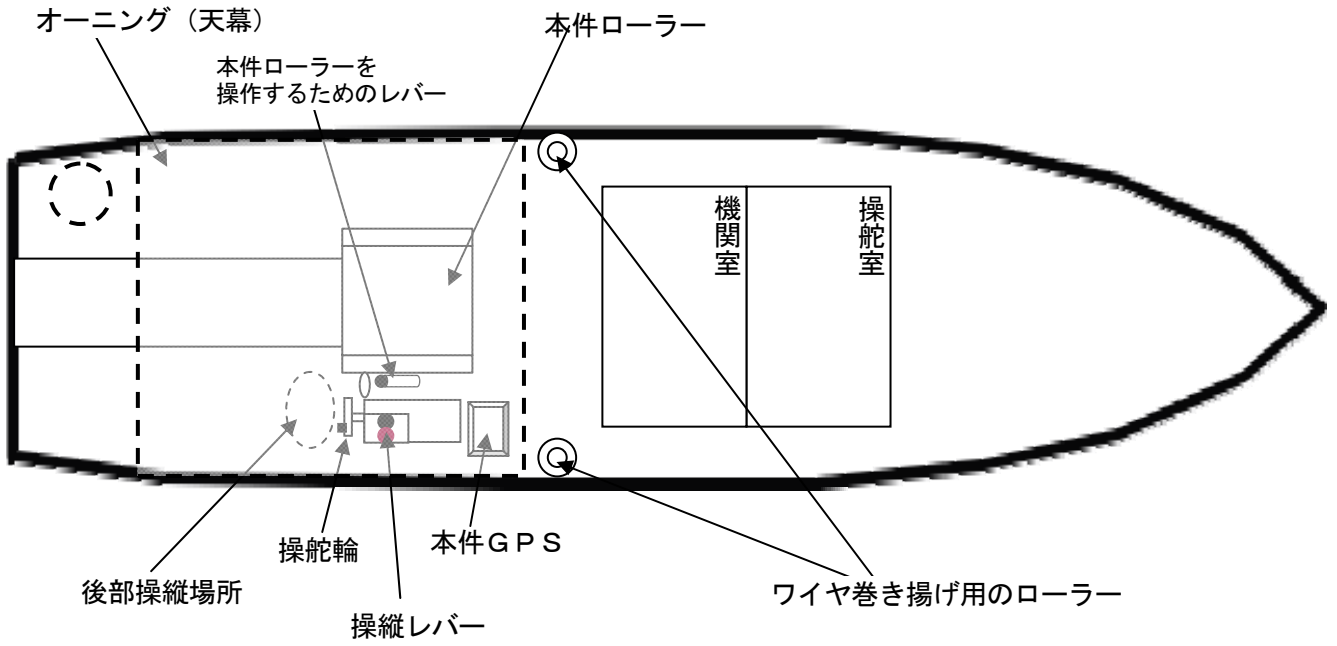 オーニング（天幕）
本件ローラー
本件ローラーを
操作するためのレバー
機関室
操舵室
操舵輪
本件ＧＰＳ
後部操縦場所
ワイヤ巻き揚げ用のローラー
操縦レバー